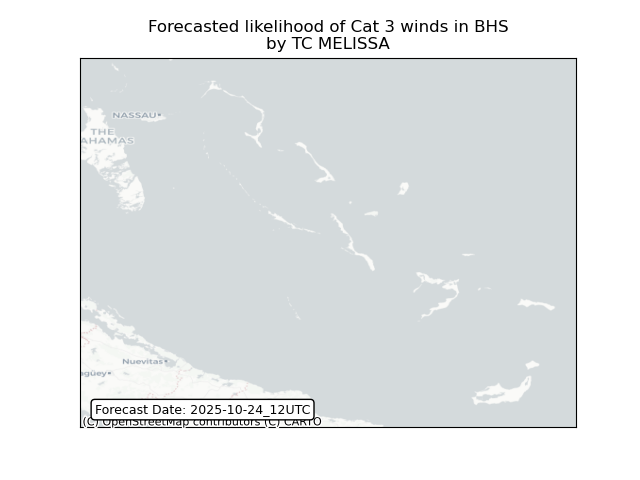 Forecasted likelihood of Cat 3 winds in BHS
by TC MELISSA
NASSAU
THE
AHAMAS
Nuevitas
agüey
Forecast Date: 2025-10-24_12UTC
(C) OpenStreetMap contributors (C) CARTO